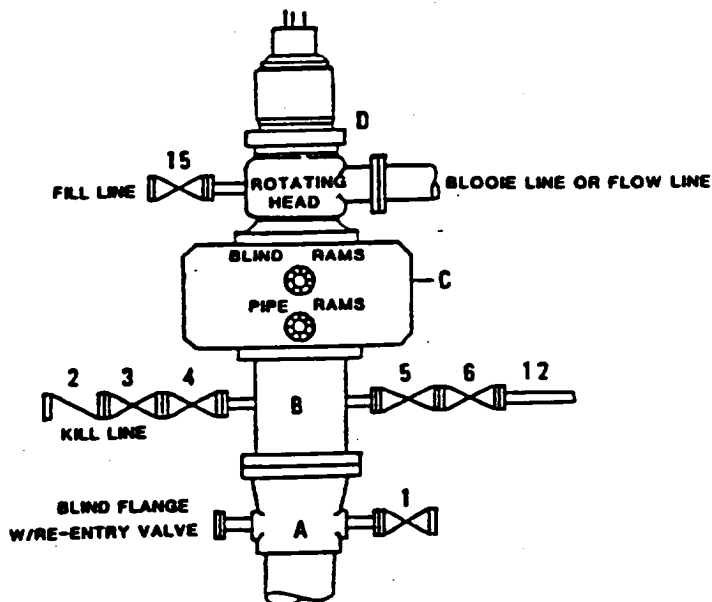 D
15
FILL LINE
ROTATING HEAD
BLOOIE LINE OR FLOW LINE
BLIND RAMS
C
PIPE RAMS
2 3 4
5 6 12
B
KILL LINE
1
BLIND FLANGE
W/RE-ENTRY VALVE
A